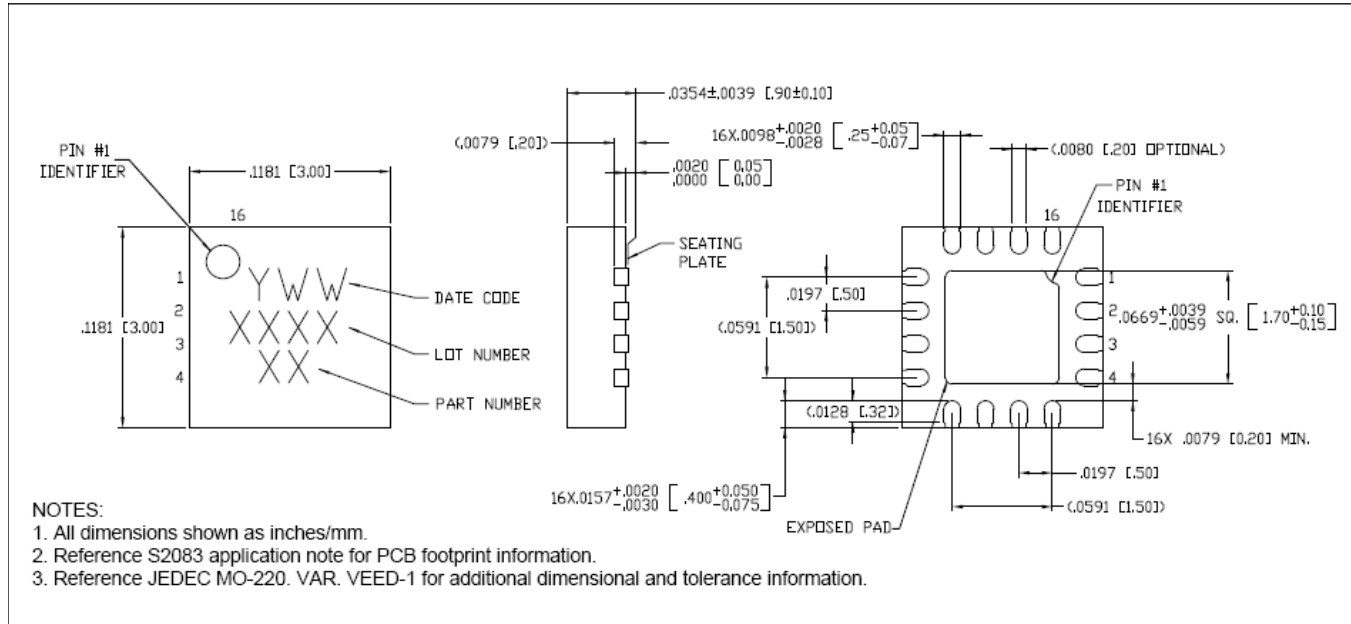 .0354±.0039 [.90±0.10]
(.0079 [.20])
16X.0098+.0020 -.0028 [.25+0.05 -0.07]
(.0080 [.20] OPTIONAL)
.0020 .0000 [0.05 0.00]
PIN #1
IDENTIFIER
.1181 [3.00]
PIN #1
IDENTIFIER
16
16
SEATING
PLATE
1
YWW
DATE CODE
.0197 [.50]
1
2
XXXX
.1181 [3.00]
LOT NUMBER
(.0591 [1.50])
2
.0669+.0039 -.0059 SQ. [1.70+0.10 -0.15]
3
3
4
XX
PART NUMBER
4
(.0128 [.32])
16X .0079 [0.20] MIN.
.0197 [.50]
16X.0157+.0020 -.0030 [.400+0.050 -0.075]
(.0591 [1.50])
EXPOSED PAD
NOTES:
1. All dimensions shown as inches/mm.
2. Reference S2083 application note for PCB footprint information.
3. Reference JEDEC MO-220. VAR. VEED-1 for additional dimensional and tolerance information.